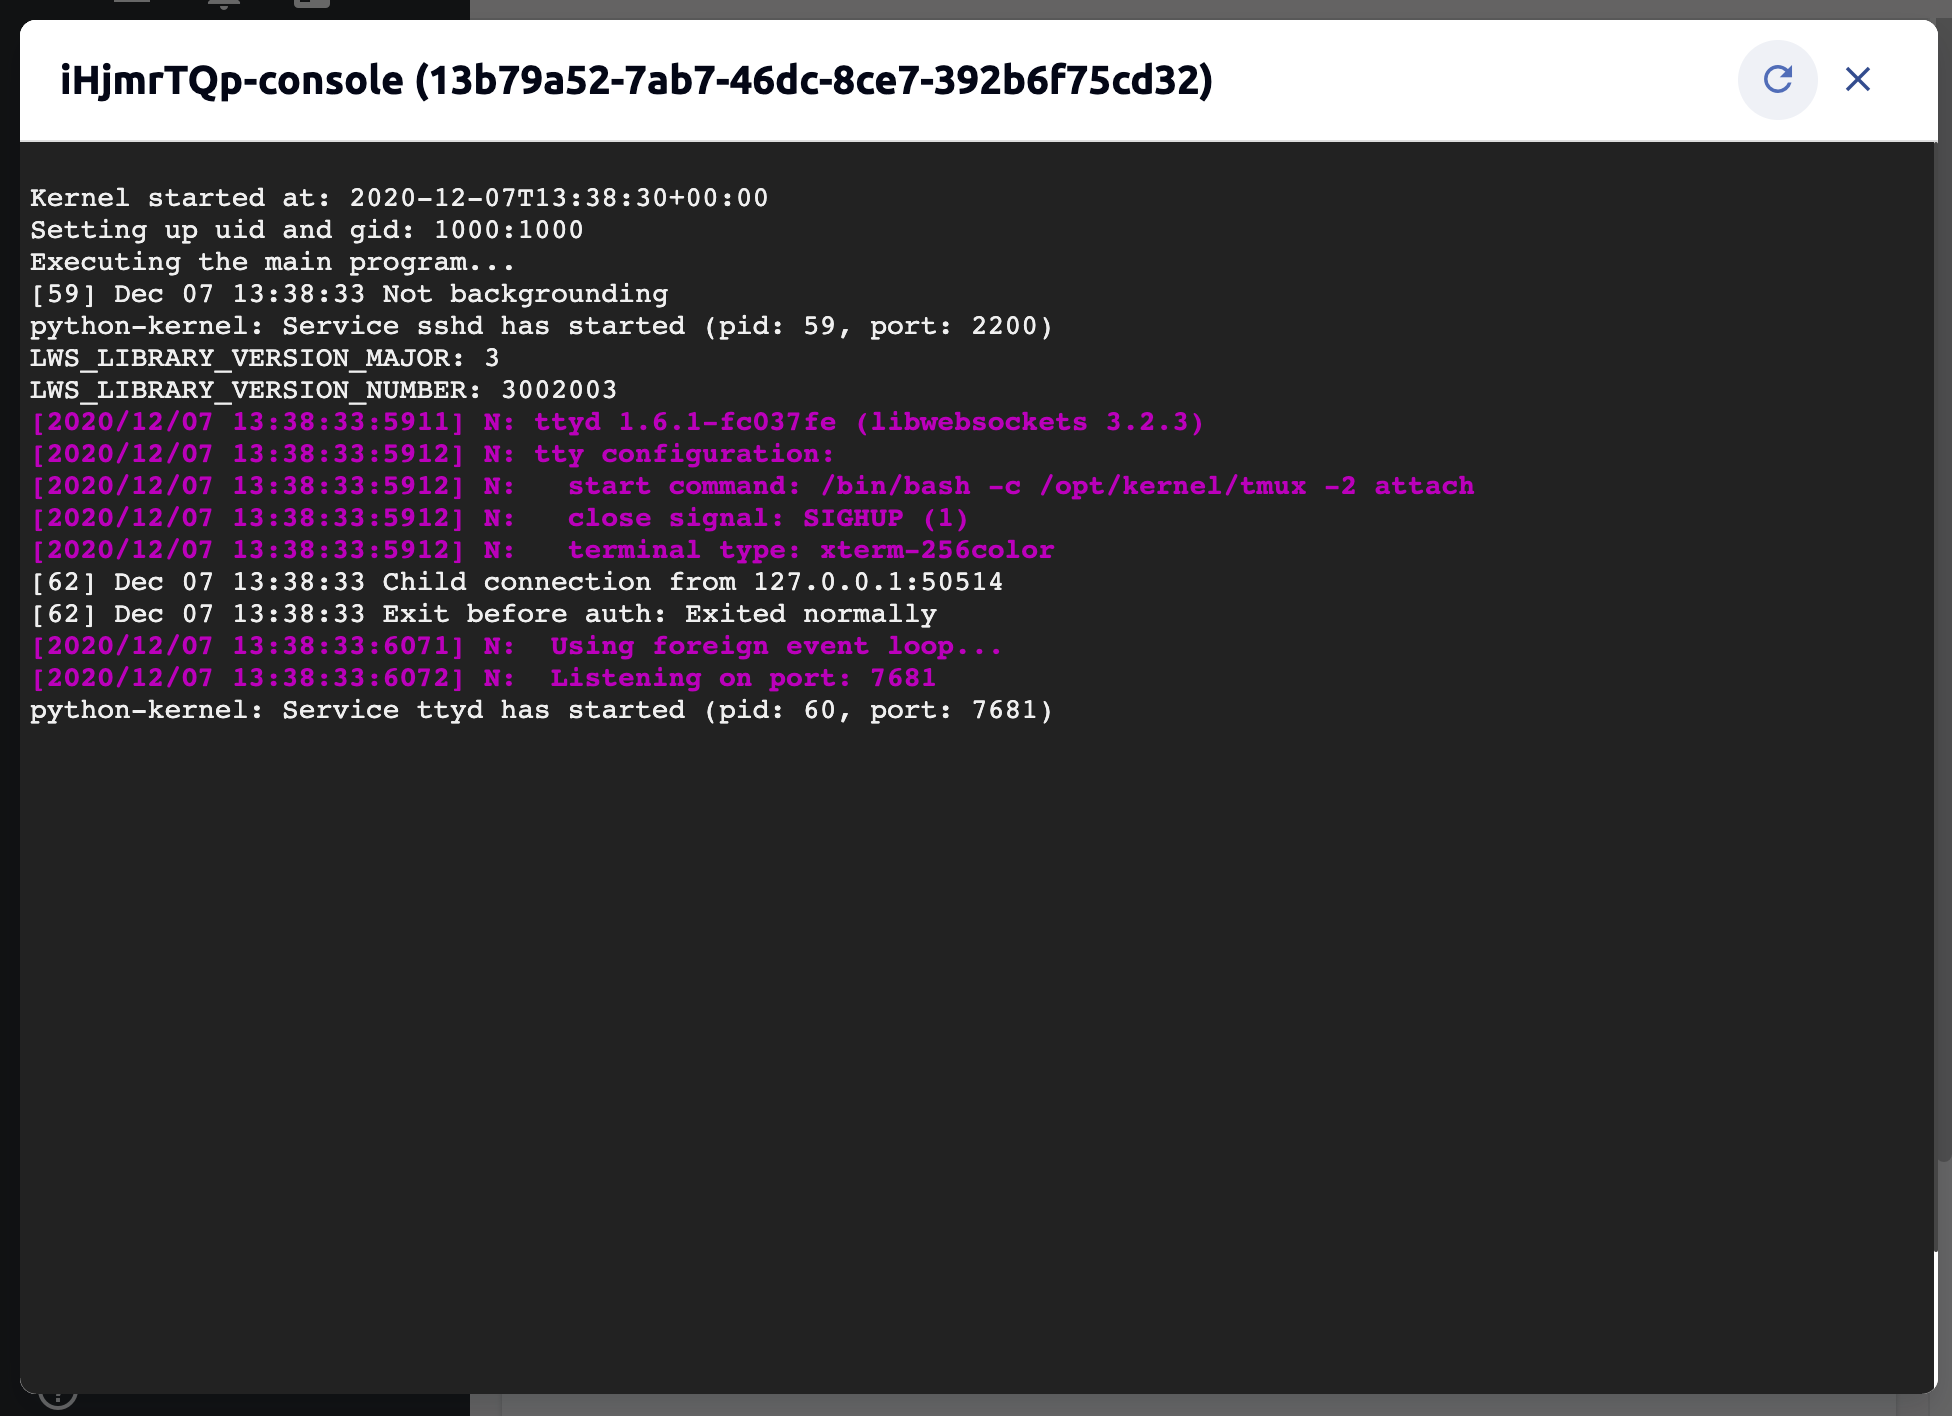 iHjmrTQp-console (13b79a52-7ab7-46dc-8ce7-392b6f75cd32)
Kernel started at: 2020-12-07T13:38:30+00:00
Setting up uid and gid: 1000:1000
Executing the main program...
[59] Dec 07 13:38:33 Not backgrounding
python-kernel: Service sshd has started (pid: 59, port: 2200)
LWS_LIBRARY_VERSION_MAJOR: 3
LWS_LIBRARY_VERSION_NUMBER: 3002003
[2020/12/07 13:38:33:5911] N: ttyd 1.6.1-fc037fe (libwebsockets 3.2.3)
[2020/12/07 13:38:33:5912] N: tty configuration:
[2020/12/07 13:38:33:5912] N:   start command: /bin/bash -c /opt/kernel/tmux -2 attach
[2020/12/07 13:38:33:5912] N:   close signal: SIGHUP (1)
[2020/12/07 13:38:33:5912] N:   terminal type: xterm-256color
[62] Dec 07 13:38:33 Child connection from 127.0.0.1:50514
[62] Dec 07 13:38:33 Exit before auth: Exited normally
[2020/12/07 13:38:33:6071] N:  Using foreign event loop...
[2020/12/07 13:38:33:6072] N:  Listening on port: 7681
python-kernel: Service ttyd has started (pid: 60, port: 7681)